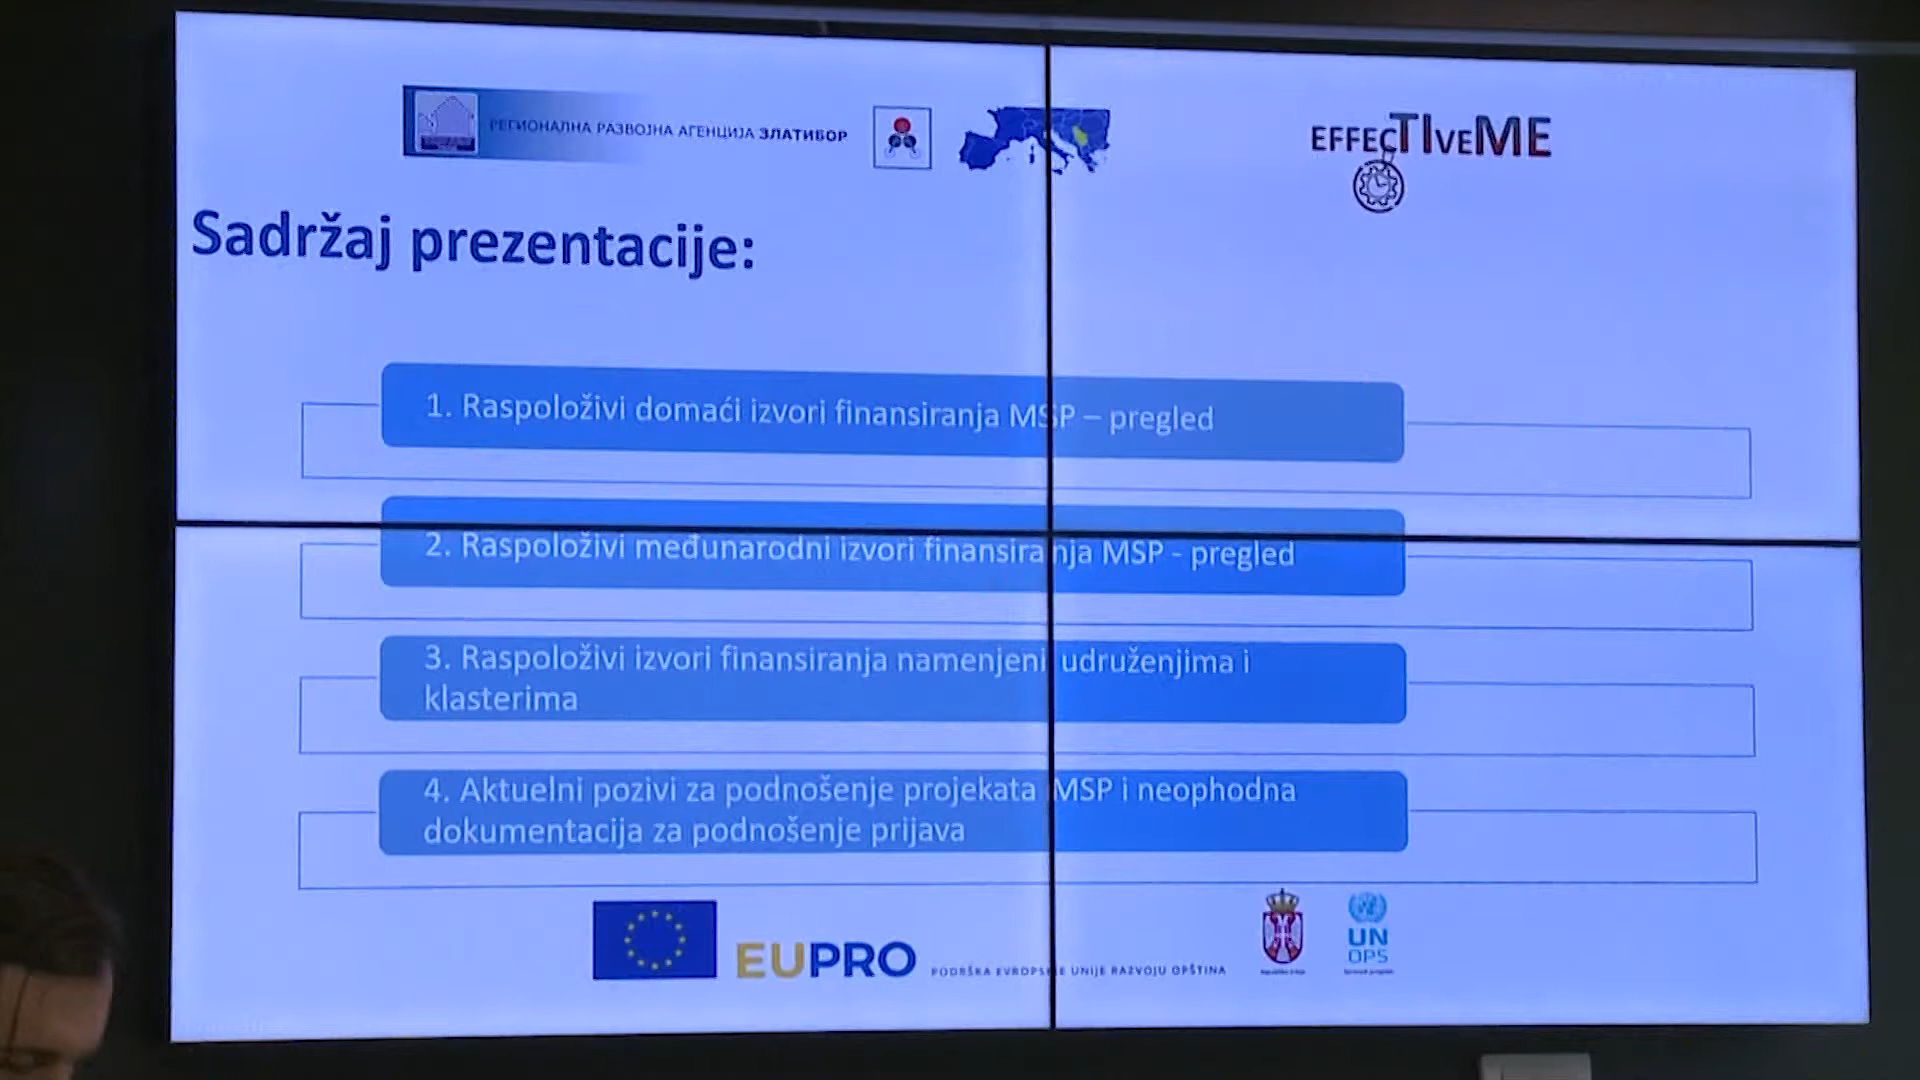 РЕГИОНАЛНА РАЗВОЈНА АГЕНЦИЈА ЗЛАТИБОР
EFFECTIVEME
Sadržaj prezentacije:
1. Raspoloživi domaći izvori finansiranja MSP – pregled
2. Raspoloživi međunarodni izvori finansiranja MSP - pregled
3. Raspoloživi izvori finansiranja namenjeni udruženjima i
klasterima
4. Aktuelni pozivi za podnošenje projekata MSP i neophodna
dokumentacija za podnošenje prijava
EUPRO
PODRŠKA EVROPSKE UNIJE RAZVOJU OPŠTINA
UN
OPS